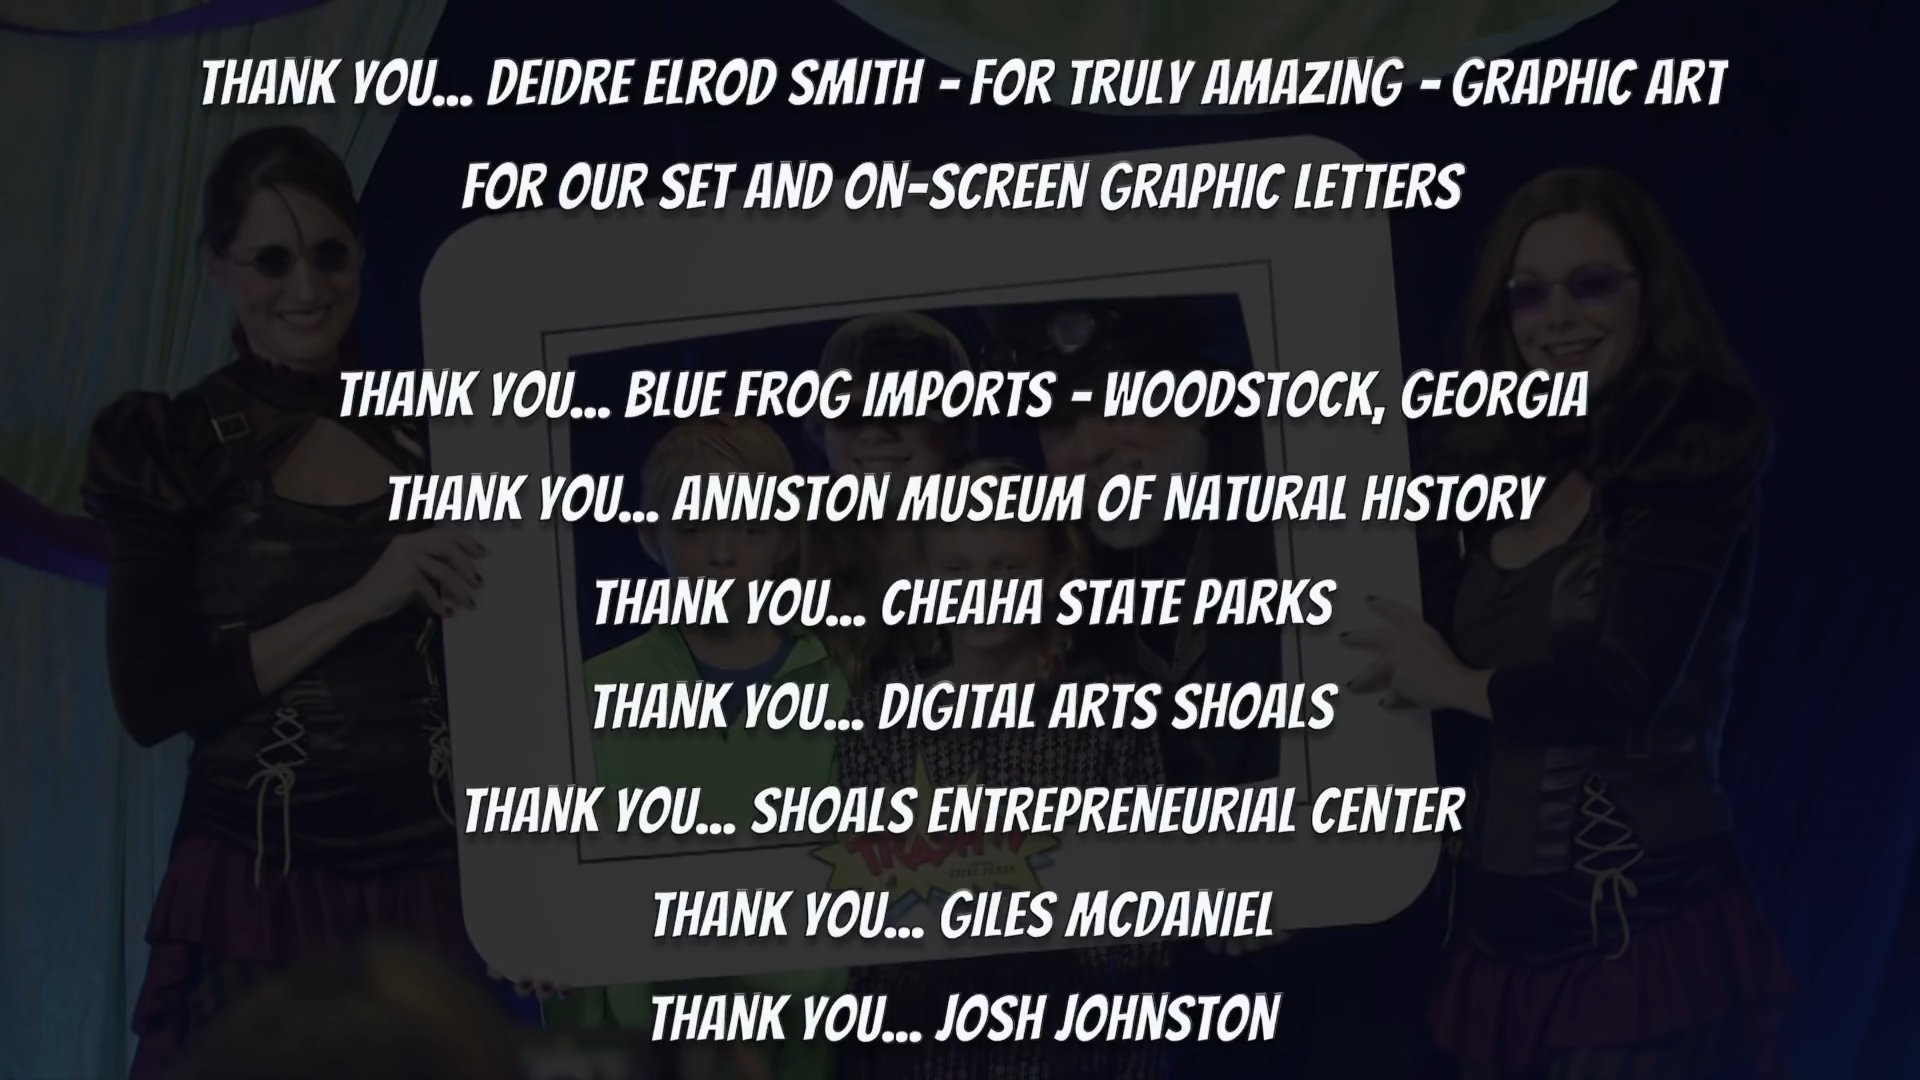 THANK YOU... DEIDRE ELROD SMITH - FOR TRULY AMAZING - GRAPHIC ART
FOR OUR SET AND ON-SCREEN GRAPHIC LETTERS
THANK YOU... BLUE FROG IMPORTS - WOODSTOCK, GEORGIA
THANK YOU... ANNISTON MUSEUM OF NATURAL HISTORY
THANK YOU... CHEAHA STATE PARKS
THANK YOU... DIGITAL ARTS SHOALS
THANK YOU... SHOALS ENTREPRENEURIAL CENTER
THANK YOU... GILES MCDANIEL
THANK YOU... JOSH JOHNSTON